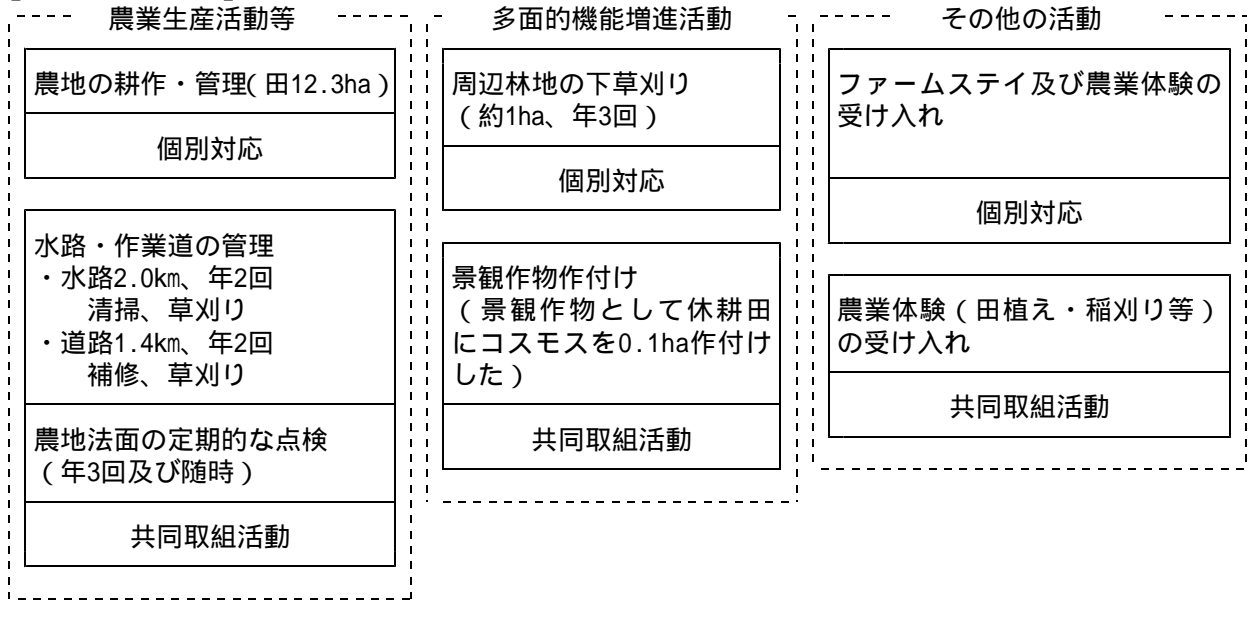 農業生産活動等
農地の耕作・管理(田12.3ha)
個別対応
水路・作業道の管理
・水路2.0km、年2回
清掃、草刈り
・道路1.4km、年2回
補修、草刈り
農地法面の定期的な点検
(年3回及び随時)
共同取組活動
多面的機能増進活動
周辺林地の下草刈り
(約1ha、年3回)
個別対応
景観作物作付け
(景観作物として休耕田
にコスモスを0.1ha作付け
した)
共同取組活動
その他の活動
ファームステイ及び農業体験の
受け入れ
個別対応
農業体験(田植え・稲刈り等)
の受け入れ
共同取組活動